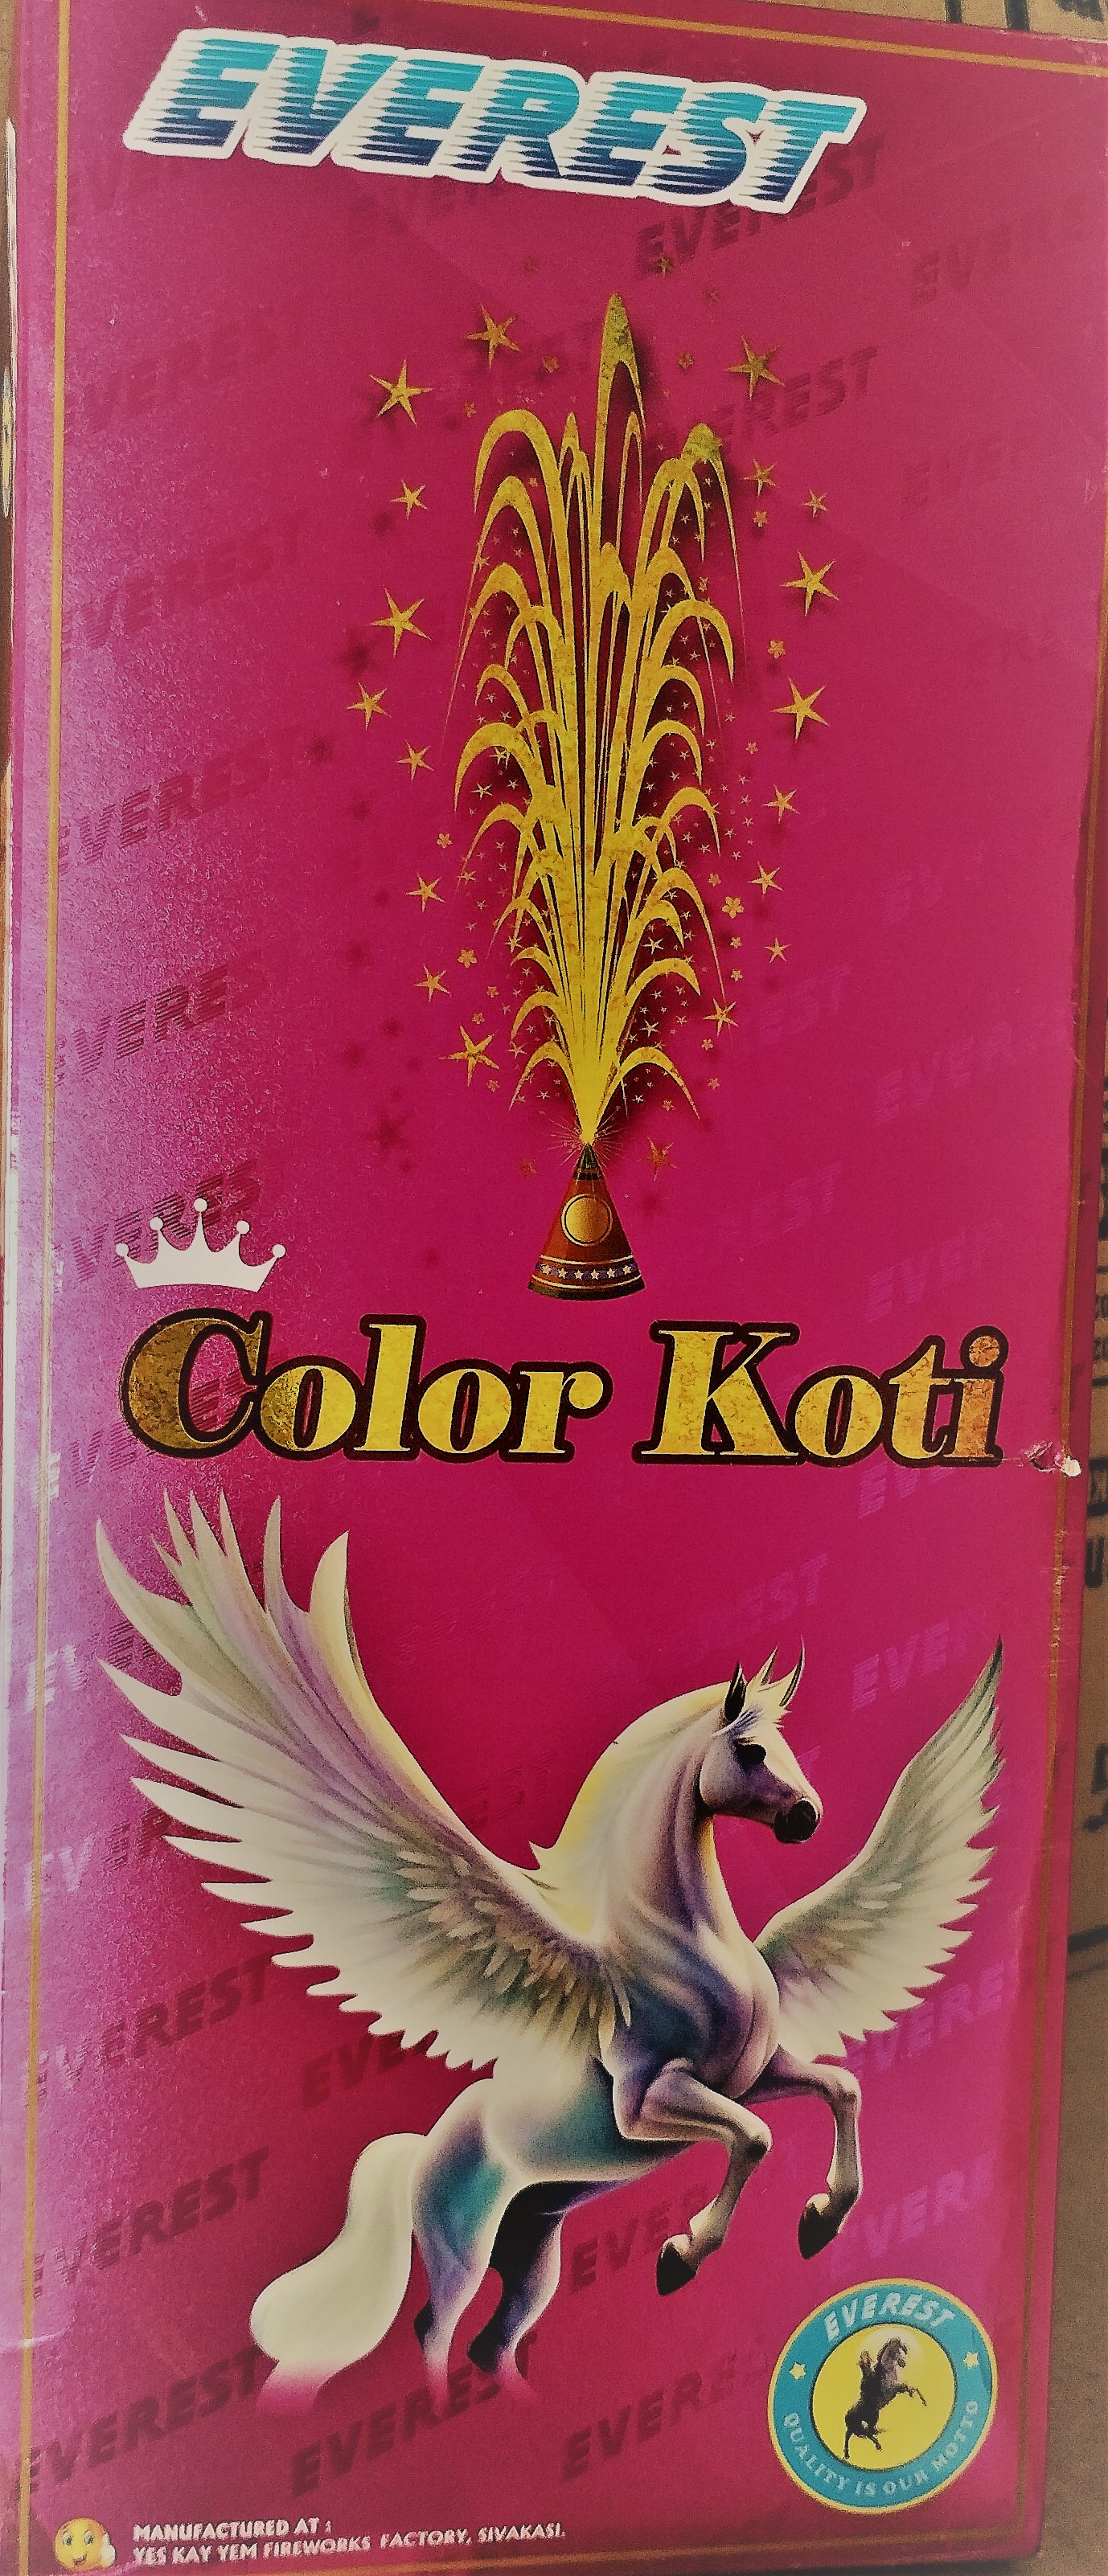 EVEREST
Color Koti
EVEREST
QUALITY IS OUR MOTTO
MANUFACTURED AT :
YES KAY YEM FIREWORKS FACTORY, SIVAKASI.